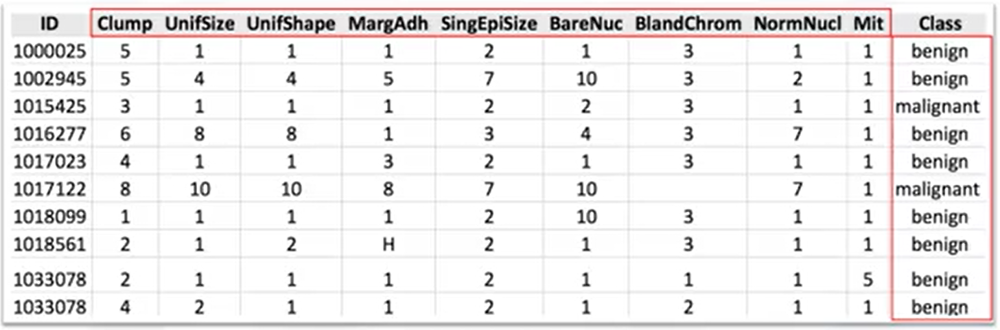 ID Clump UnifSize UnifShape MargAdh SingEpiSize BareNuc BlandChrom NormNucl Mit Class
1000025 5 1 1 1 2 1 3 1 1 benign
1002945 5 4 4 5 7 10 3 2 1 benign
1015425 3 1 1 1 2 2 3 1 1 malignant
1016277 6 8 8 1 3 4 3 7 1 benign
1017023 4 1 1 3 2 1 3 1 1 benign
1017122 8 10 10 8 7 10 7 1 malignant
1018099 1 1 1 1 2 10 3 1 1 benign
1018561 2 1 2 H 2 1 3 1 1 benign
1033078 2 1 1 1 2 1 1 1 5 benign
1033078 4 2 1 1 2 1 2 1 1 benign